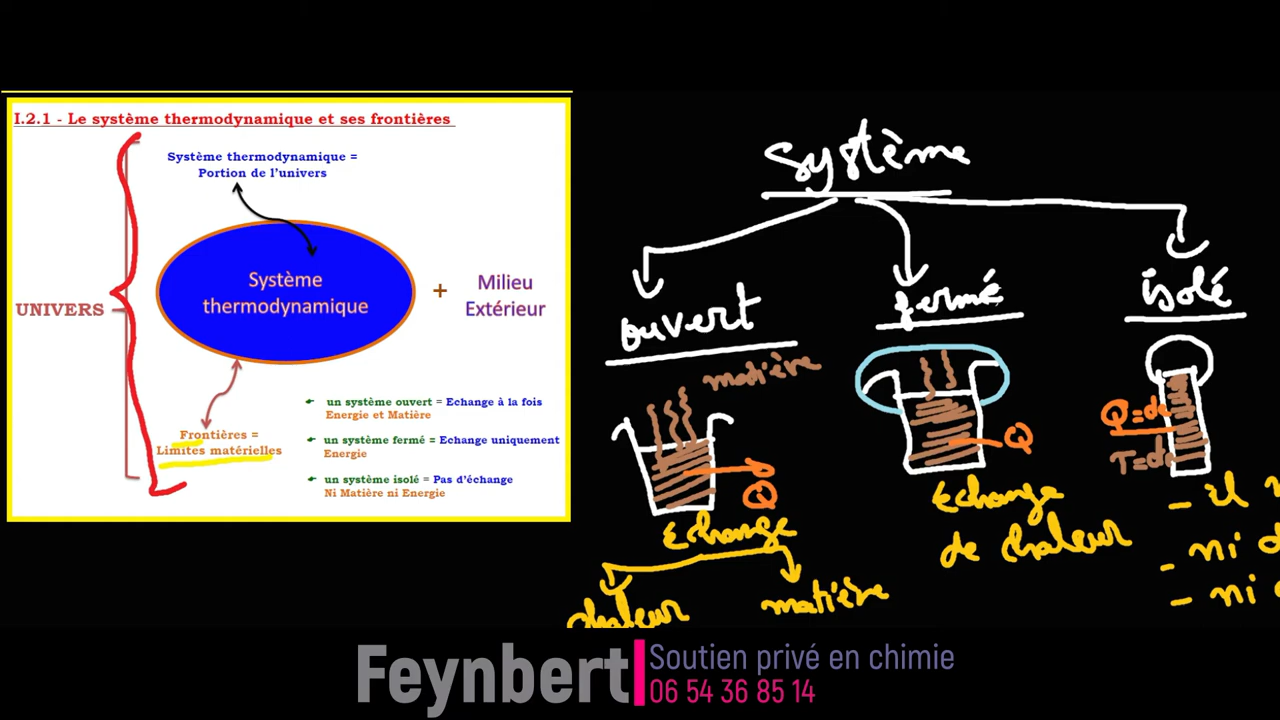 I.2.1 - Le système thermodynamique et ses frontières
Système thermodynamique =
Portion de l'univers
Système
thermodynamique
+
Milieu
Extérieur
UNIVERS
Frontières =
Limites matérielles
un système ouvert = Echange à la fois
Energie et Matière
un système fermé = Echange uniquement
Energie
un système isolé = Pas d'échange
Ni Matière ni Energie
Système
ouvert
fermé
isolé
matière
Q
Echange
chaleur
matière
Q
Echange
de chaleur
Q=
T=
- il
- ni
- ni
Feynbert
Soutien privé en chimie
06 54 36 85 14